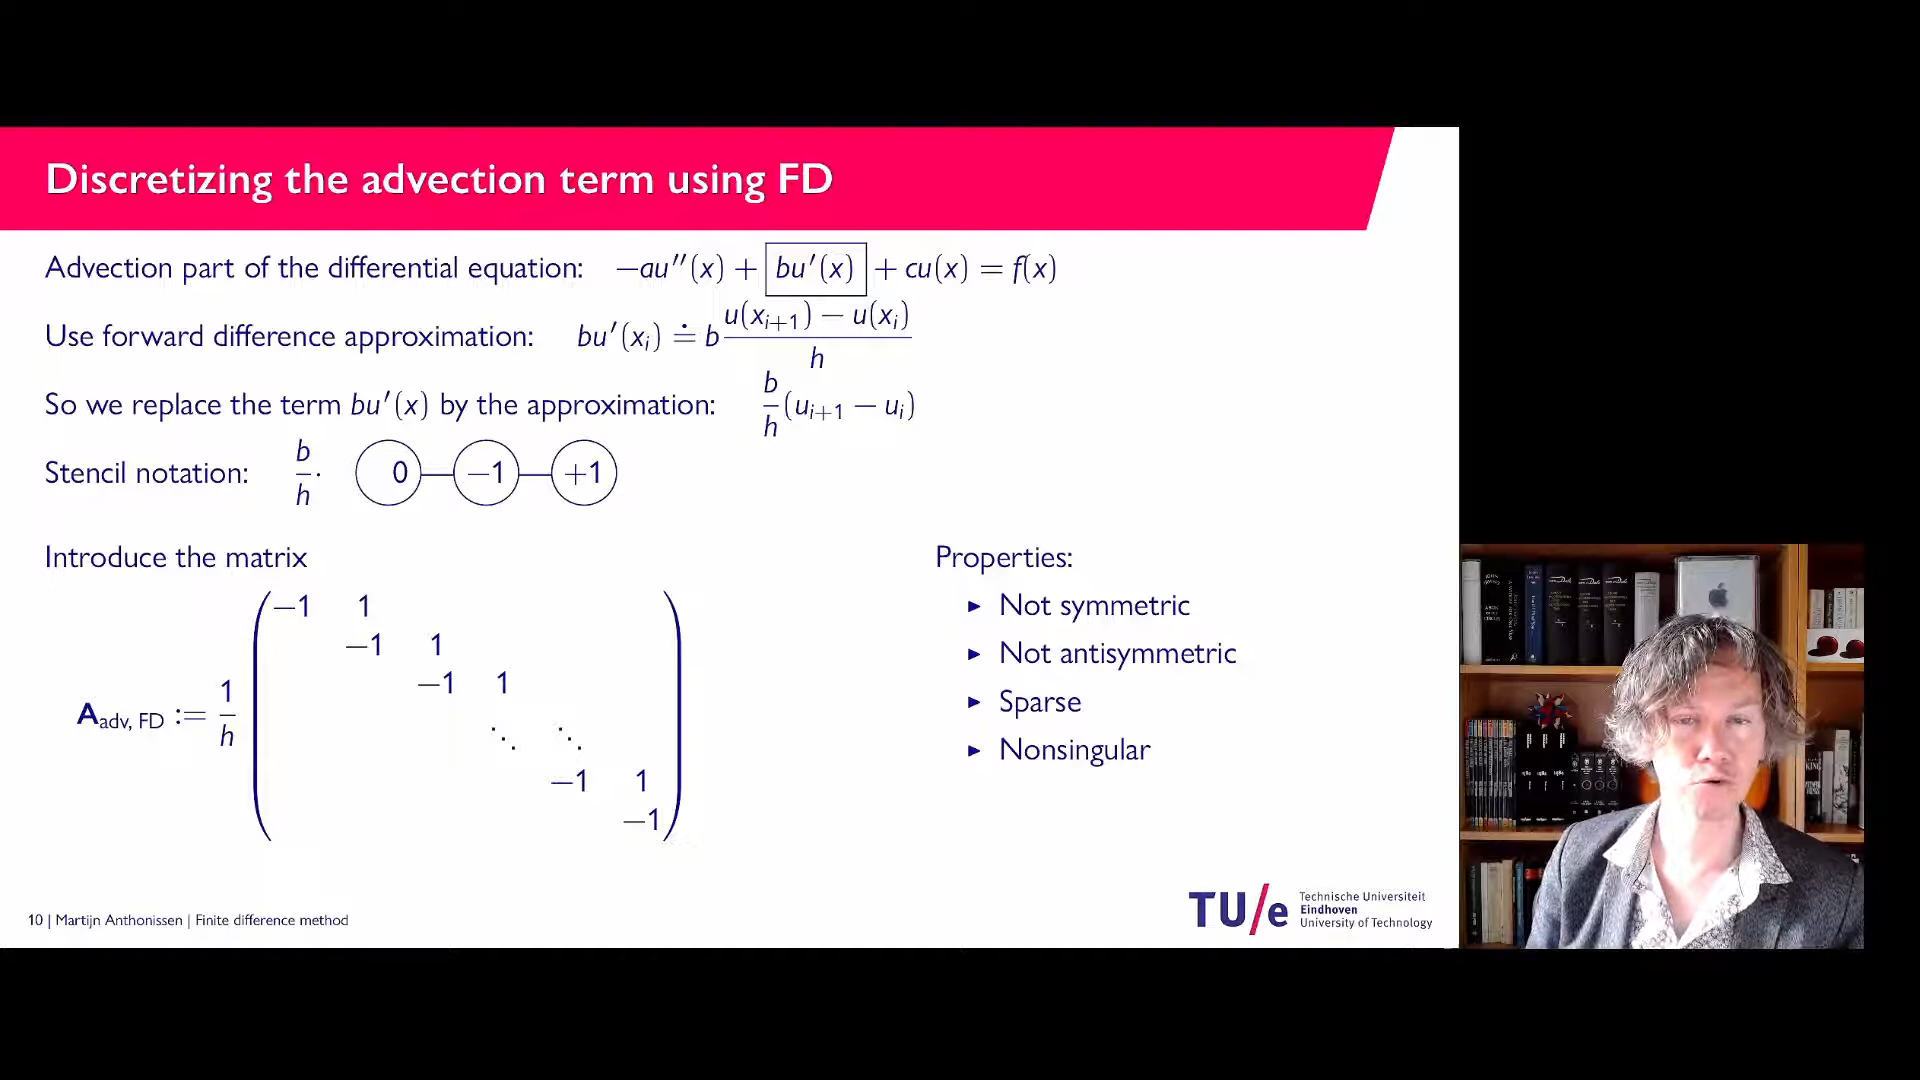 Discretizing the advection term using FD
Advection part of the differential equation: −au″(x) + bu′(x) + cu(x) = f(x)
Use forward difference approximation: bu′(xᵢ) ≐ b (u(xᵢ₊₁) − u(xᵢ)) / h
So we replace the term bu′(x) by the approximation: b/h (uᵢ₊₁ − uᵢ)
Stencil notation: b/h · 0 −1 +1
Introduce the matrix
A_adv, FD := 1/h
−1 1
−1 1
−1 1
⋱ ⋱
−1 1
−1
Properties:
▸ Not symmetric
▸ Not antisymmetric
▸ Sparse
▸ Nonsingular
10 | Martijn Anthonissen | Finite difference method
TU/e Technische Universiteit
Eindhoven
University of Technology